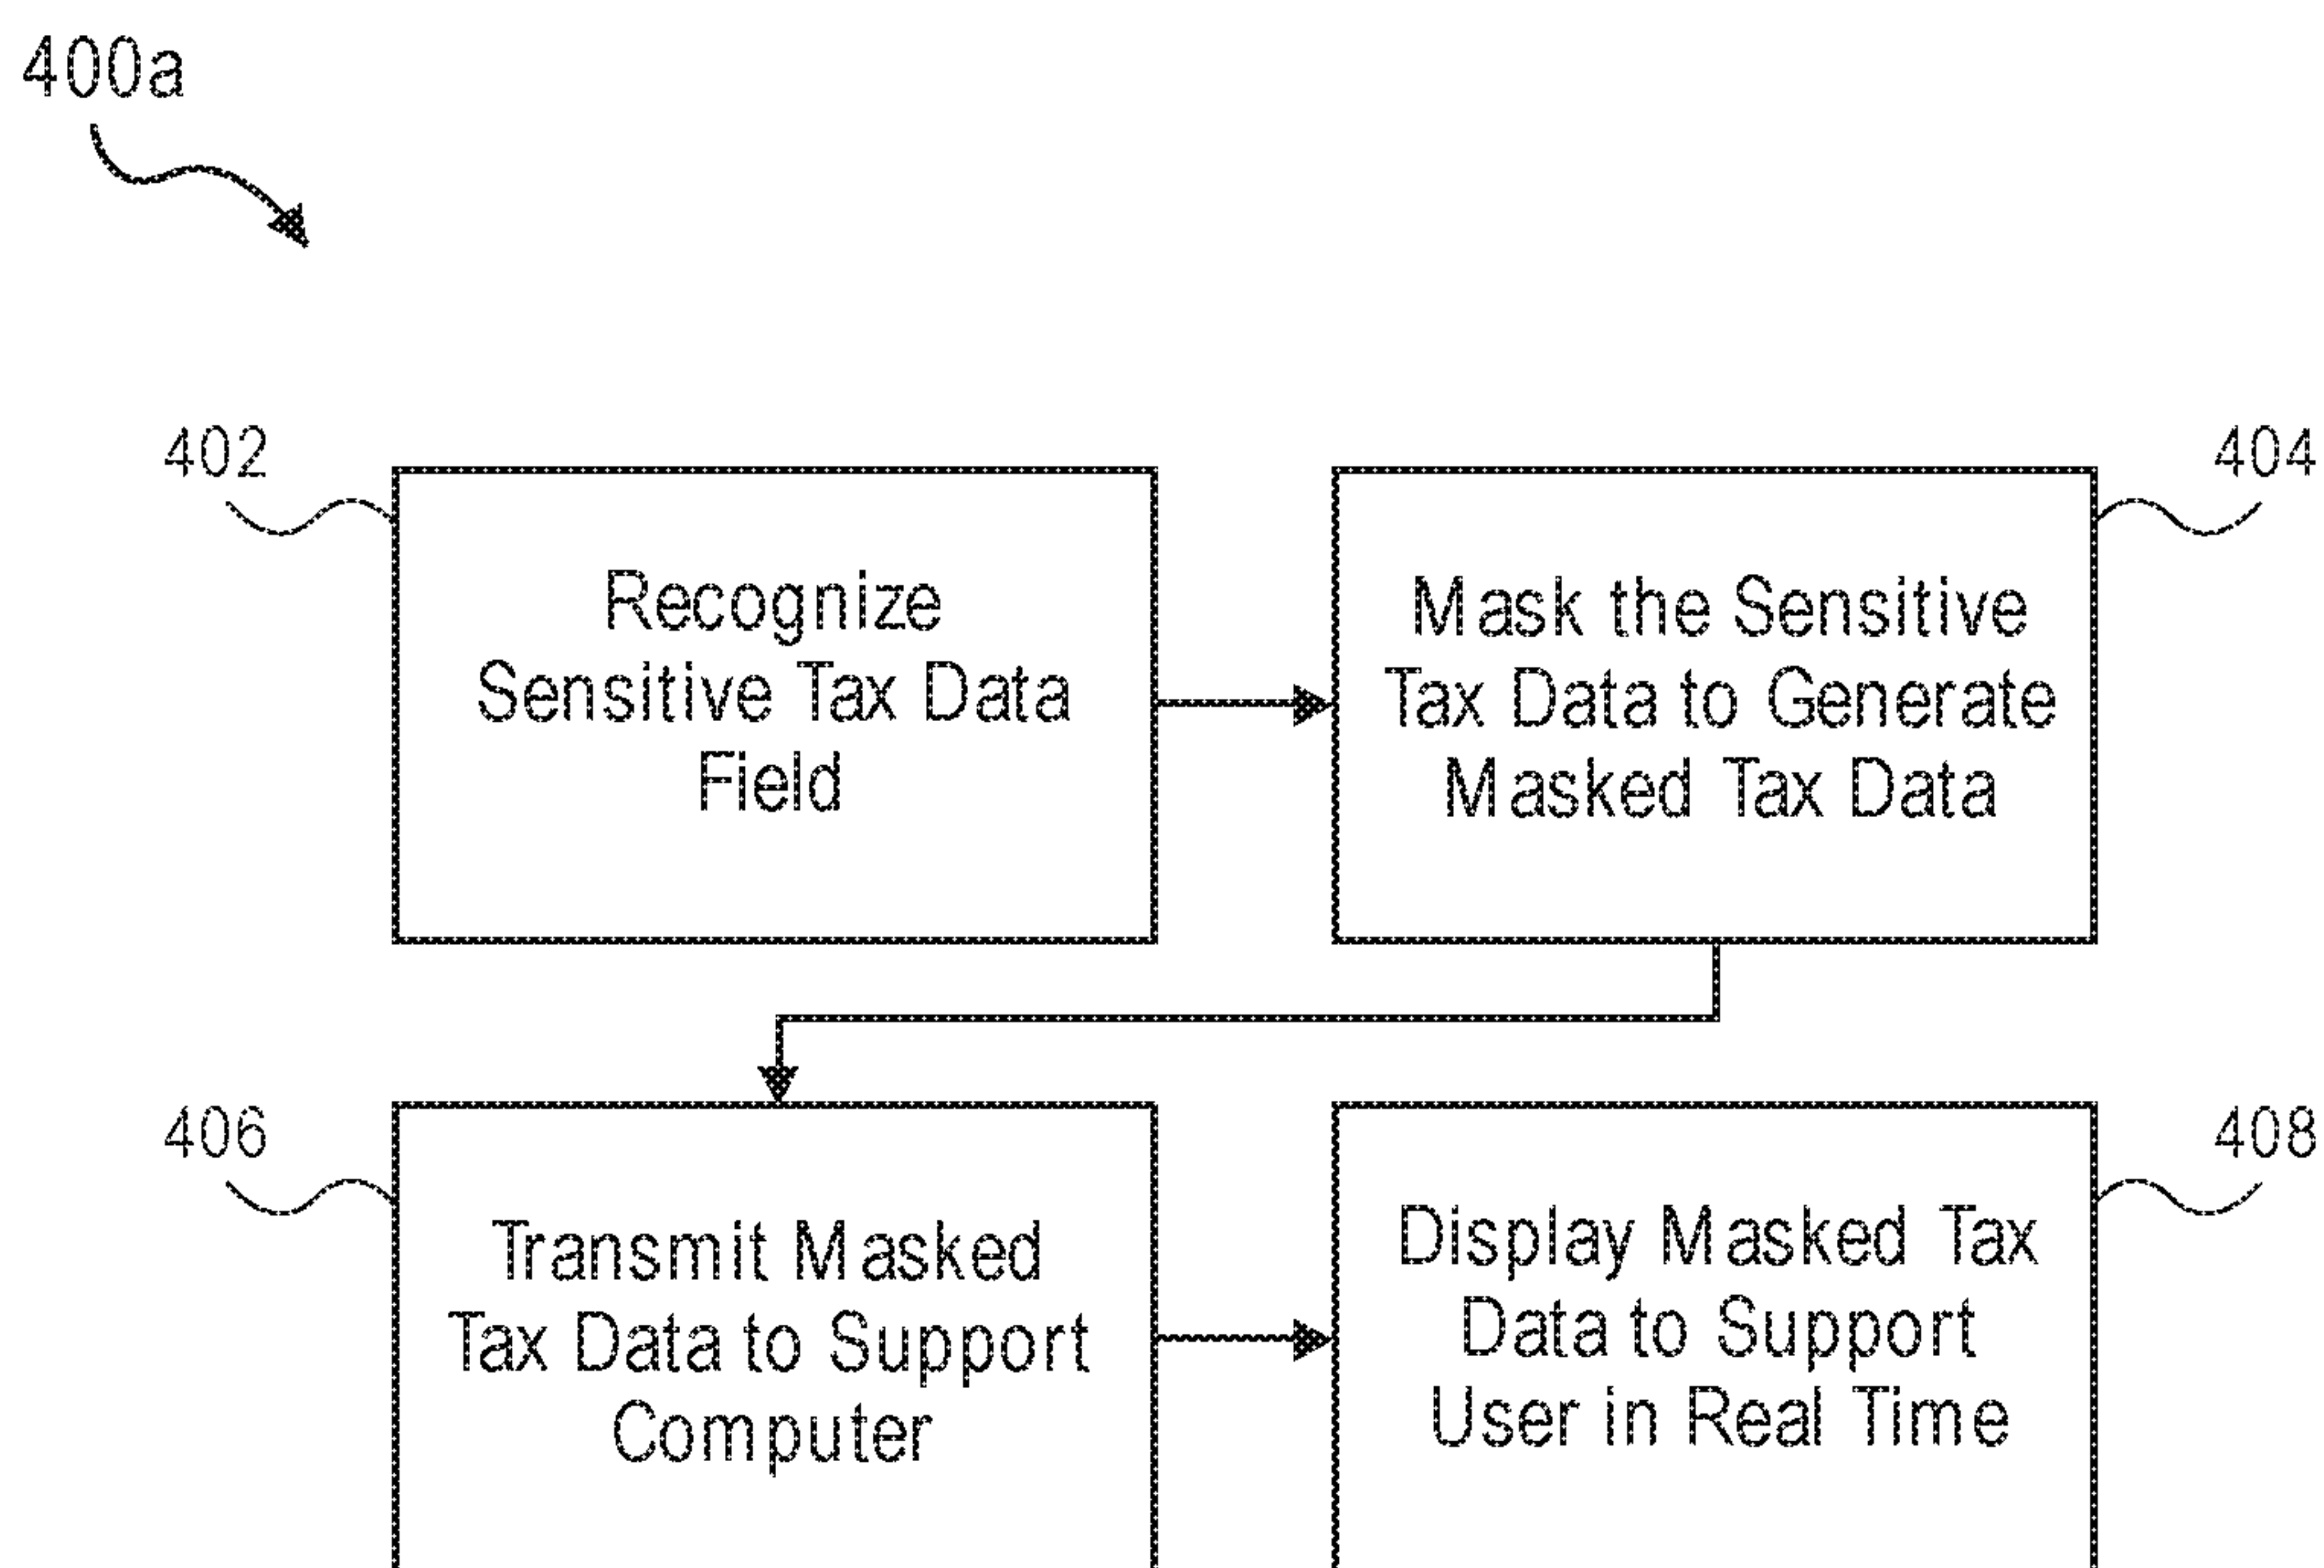 400a
402
Recognize
Sensitive Tax Data
Field
404
Mask the Sensitive
Tax Data to Generate
Masked Tax Data
406
Transmit Masked
Tax Data to Support
Computer
408
Display Masked Tax
Data to Support
User in Real Time